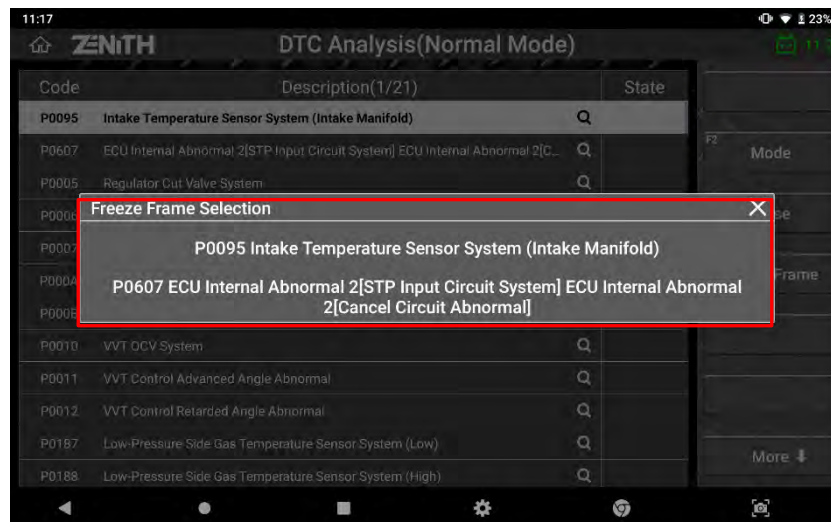 11:17
23%
ZENITH
DTC Analysis(Normal Mode)
Code
Description(1/21)
State
P0095 Intake Temperature Sensor System (Intake Manifold)
P0607 ECU Internal Abnormal 2[STP Input Circuit System] ECU Internal Abnormal 2[C...
F2 Mode
P0005 Regulator Cut Valve System
Freeze Frame Selection
P0095 Intake Temperature Sensor System (Intake Manifold)
P0607 ECU Internal Abnormal 2[STP Input Circuit System] ECU Internal Abnormal
2[Cancel Circuit Abnormal]
Frame
P0010 VVT OCV System
P0011 VVT Control Advanced Angle Abnormal
P0012 VVT Control Retarded Angle Abnormal
P0187 Low-Pressure Side Gas Temperature Sensor System (Low)
More
P0188 Low-Pressure Side Gas Temperature Sensor System (High)